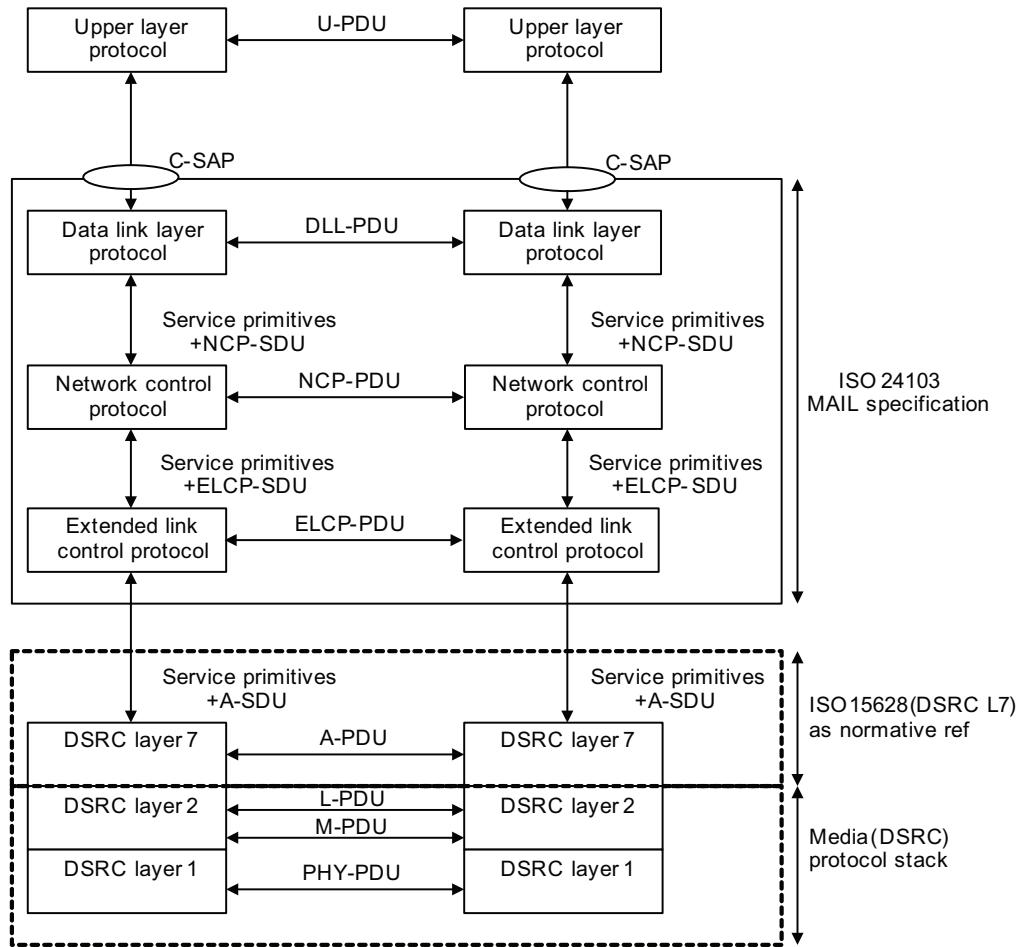 Upper layer
protocol
U-PDU
Upper layer
protocol
C-SAP
C-SAP
Data link layer
protocol
DLL-PDU
Data link layer
protocol
Service primitives
+NCP-SDU
Service primitives
+NCP-SDU
Network control
protocol
NCP-PDU
Network control
protocol
ISO 24103
MAIL specification
Service primitives
+ELCP-SDU
Service primitives
+ELCP-SDU
Extended link
control protocol
ELCP-PDU
Extended link
control protocol
Service primitives
+A-SDU
Service primitives
+A-SDU
ISO 15628(DSRC L7)
as normative ref
DSRC layer 7
A-PDU
DSRC layer 7
DSRC layer 2
L-PDU
M-PDU
DSRC layer 2
Media(DSRC)
protocol stack
DSRC layer 1
PHY-PDU
DSRC layer 1